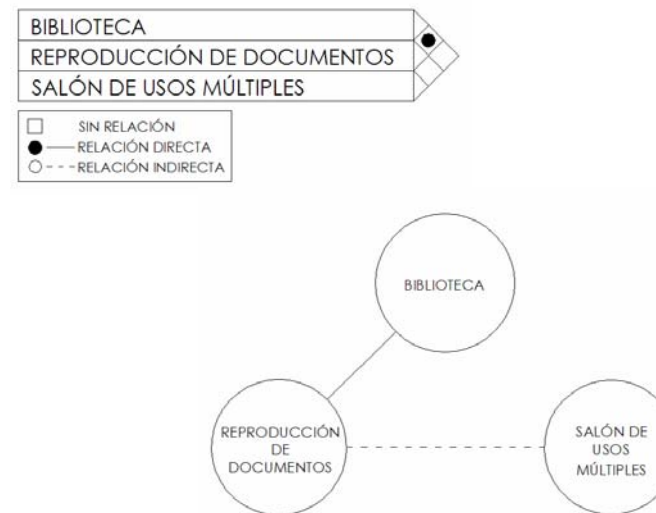 BIBLIOTECA
REPRODUCCIÓN DE DOCUMENTOS
SALÓN DE USOS MÚLTIPLES
SIN RELACIÓN
RELACIÓN DIRECTA
RELACIÓN INDIRECTA
BIBLIOTECA
REPRODUCCIÓN
DE
DOCUMENTOS
SALÓN DE
USOS
MÚLTIPLES